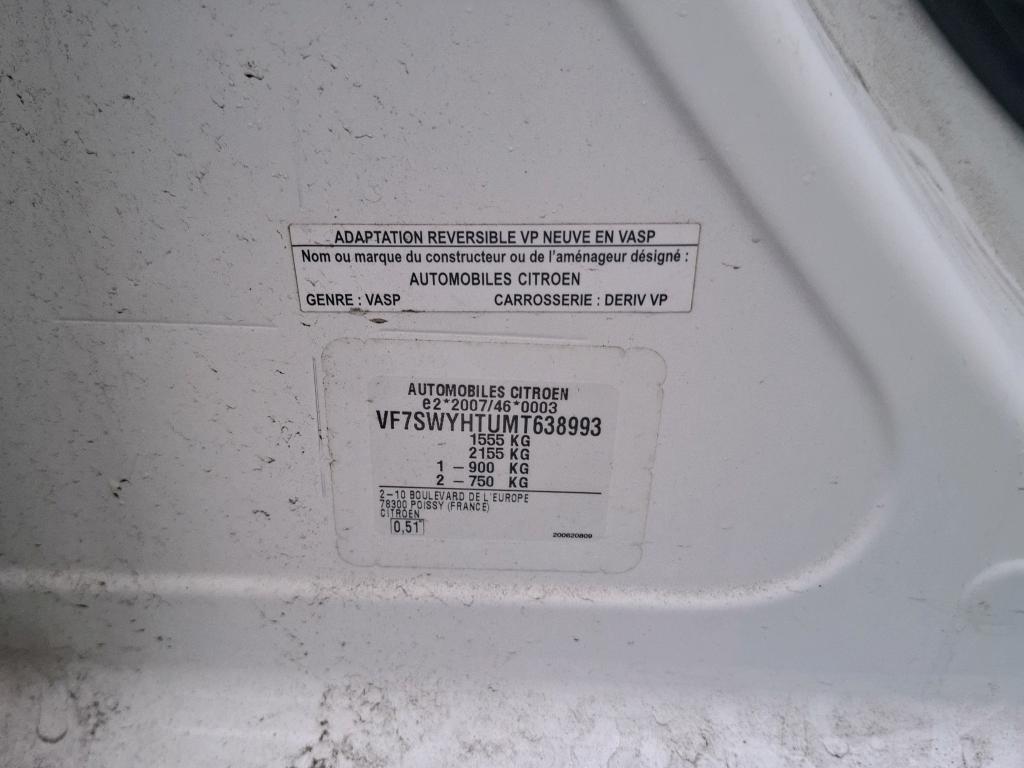 ADAPTATION REVERSIBLE VP NEUVE EN VASP
Nom ou marque du constructeur ou de l'aménageur désigné :
AUTOMOBILES CITROEN
GENRE : VASP CARROSSERIE : DERIV VP
AUTOMOBILES CITROEN
e2*2007/46*0003
VF7SWYHTUMT638993
1555 KG
2155 KG
1 – 900 KG
2 – 750 KG
2–10 BOULEVARD DE L'EUROPE
78300 POISSY (FRANCE)
CITROEN
0,51
200620809